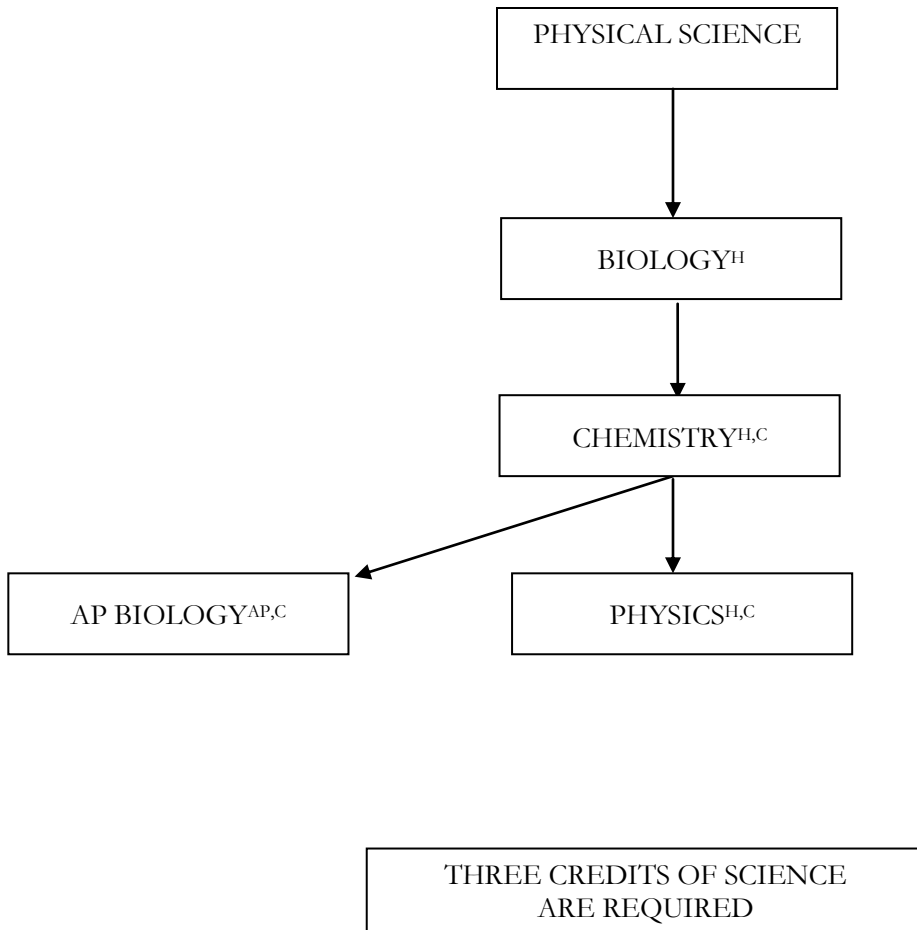 PHYSICAL SCIENCE
BIOLOGYᴴ
CHEMISTRYᴴ,ꟲ
AP BIOLOGYᴬᴾ,ꟲ
PHYSICSᴴ,ꟲ
THREE CREDITS OF SCIENCE
ARE REQUIRED